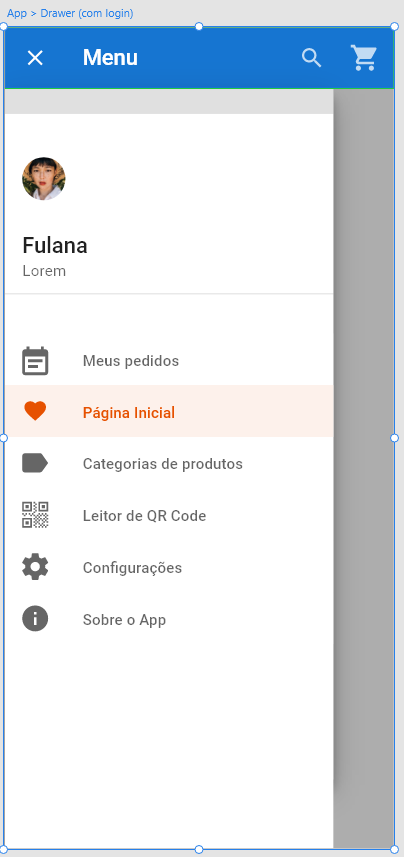 App > Drawer (com login)
Menu
Fulana
Lorem
Meus pedidos
Página Inicial
Categorias de produtos
Leitor de QR Code
Configurações
Sobre o App